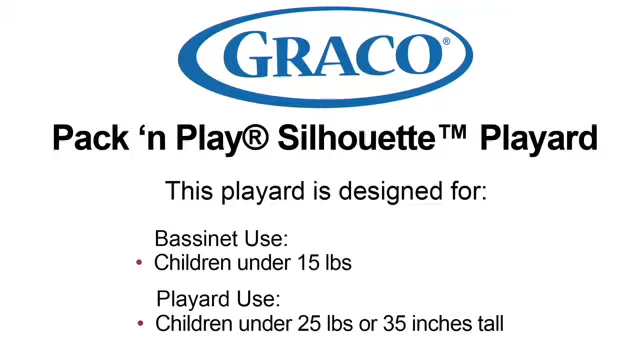 GRACO®
Pack ‘n Play® Silhouette™ Playard
This playard is designed for:
Bassinet Use:
• Children under 15 lbs
Playard Use:
• Children under 25 lbs or 35 inches tall